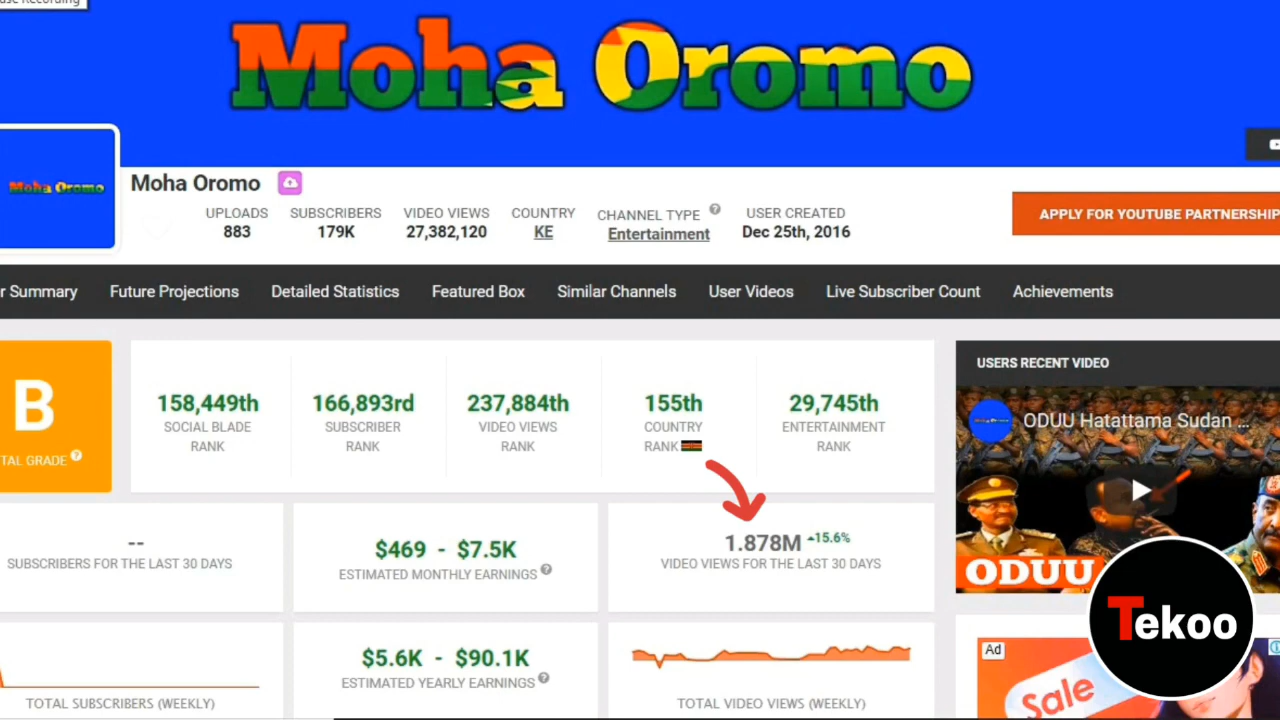 Moha Oromo
Moha Oromo
Moha Oromo
UPLOADS SUBSCRIBERS VIDEO VIEWS COUNTRY CHANNEL TYPE USER CREATED
883 179K 27,382,120 KE Entertainment Dec 25th, 2016
APPLY FOR YOUTUBE PARTNERSHIP
Summary Future Projections Detailed Statistics Featured Box Similar Channels User Videos Live Subscriber Count Achievements
B
GRADE
158,449th 166,893rd 237,884th 155th 29,745th
SOCIAL BLADE SUBSCRIBER VIDEO VIEWS COUNTRY ENTERTAINMENT
RANK RANK RANK RANK RANK
USERS RECENT VIDEO
ODUU Hatattama Sudan ...
ODUU
--
SUBSCRIBERS FOR THE LAST 30 DAYS
$469 - $7.5K
ESTIMATED MONTHLY EARNINGS
1.878M 15.6%
VIDEO VIEWS FOR THE LAST 30 DAYS
$5.6K - $90.1K
ESTIMATED YEARLY EARNINGS
TOTAL SUBSCRIBERS (WEEKLY)
TOTAL VIDEO VIEWS (WEEKLY)
Ad
Sale
Tekoo